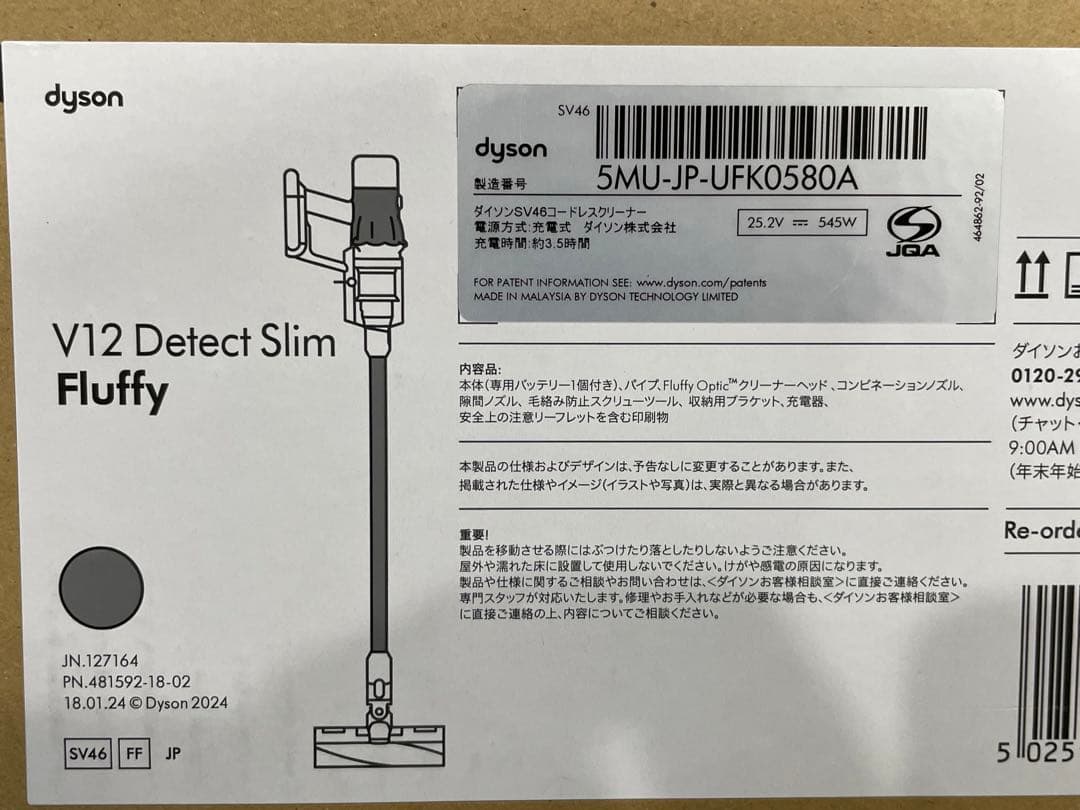 dyson
V12 Detect Slim
Fluffy
JN.127164
PN.481592-18-02
18.01.24 © Dyson 2024
SV46 FF JP
SV46
dyson
製造番号 5MU-JP-UFK0580A
ダイソンSV46コードレスクリーナー
電源方式:充電式 ダイソン株式会社
充電時間:約3.5時間
25.2V ⎓ 545W
JQA
464862-92/02
FOR PATENT INFORMATION SEE: www.dyson.com/patents
MADE IN MALAYSIA BY DYSON TECHNOLOGY LIMITED
内容品:
本体(専用バッテリー1個付き)、パイプ、Fluffy Optic™クリーナーヘッド、コンビネーションノズル、
隙間ノズル、毛絡み防止スクリューツール、収納用ブラケット、充電器、
安全上の注意リーフレットを含む印刷物
本製品の仕様およびデザインは、予告なしに変更することがあります。また、
掲載された仕様やイメージ(イラストや写真)は、実際と異なる場合があります。
重要!
製品を移動させる際にはぶつけたり落としたりしないようご注意ください。
屋外や濡れた床に設置して使用しないでください。けがや感電の原因になります。
製品や仕様に関するご相談やお問い合わせは、<ダイソンお客様相談室>に直接ご連絡ください。
専門スタッフが対応いたします。修理やお手入れなどが必要な場合も、<ダイソンお客様相談室>
に直接ご連絡の上、内容についてご相談ください。
ダイソンお
0120-29
www.dys
(チャット・
9:00AM
(年末年始
Re-orde
5 025